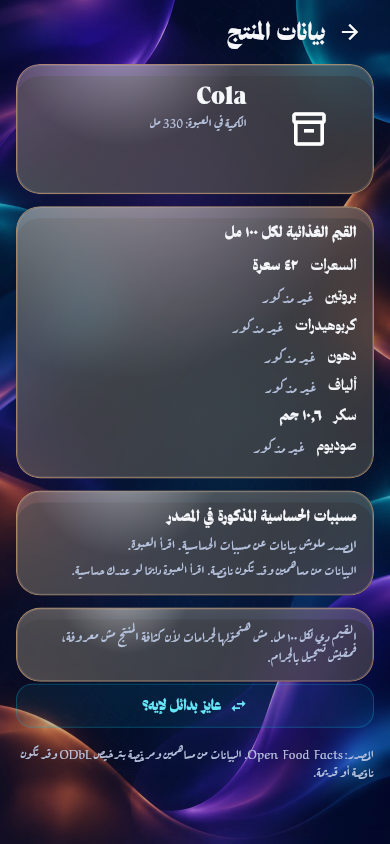 بيانات المنتج
Cola
الكمية في العبوة: 330 مل
القيم الغذائية لكل ١٠٠ مل
السعرات ٤٢ سعرة
بروتين غير مذكور
كربوهيدرات غير مذكور
دهون غير مذكور
ألياف غير مذكور
سكر ١٠٫٦ جم
صوديوم غير مذكور
مسببات الحساسية المذكورة في المصدر
المصدر ملوش بيانات عن مسببات الحساسية. اقرأ العبوة.
البيانات من مساهمين وقد تكون ناقصة. اقرأ العبوة دايمًا لو عندك حساسية.
القيم دي لكل ١٠٠ مل. مش هنحوّلها لجرامات لأن كثافة المنتج مش معروفة،
فمفيش تسجيل بالجرام.
عايز بدائل لإيه؟
المصدر: Open Food Facts. البيانات من مساهمين ومرخصة بترخيص ODbL وقد تكون
ناقصة أو قديمة.